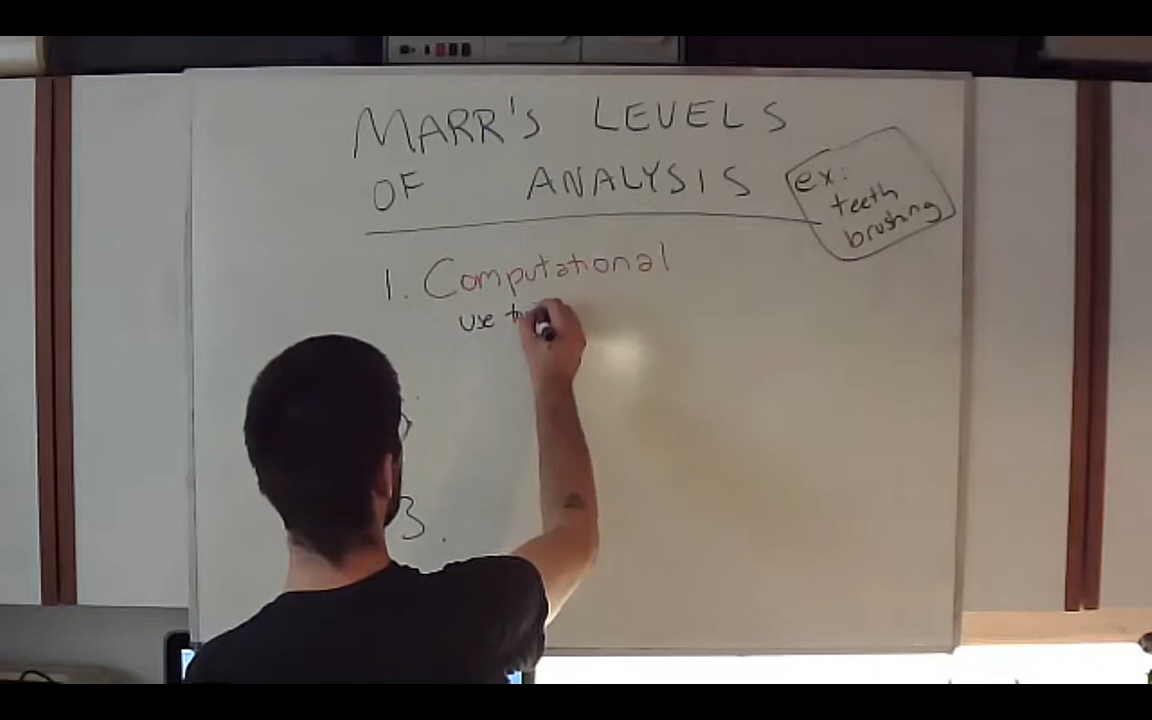 MARR'S LEVELS
OF ANALYSIS
ex:
teeth
brushing
1. Computational
use
3.